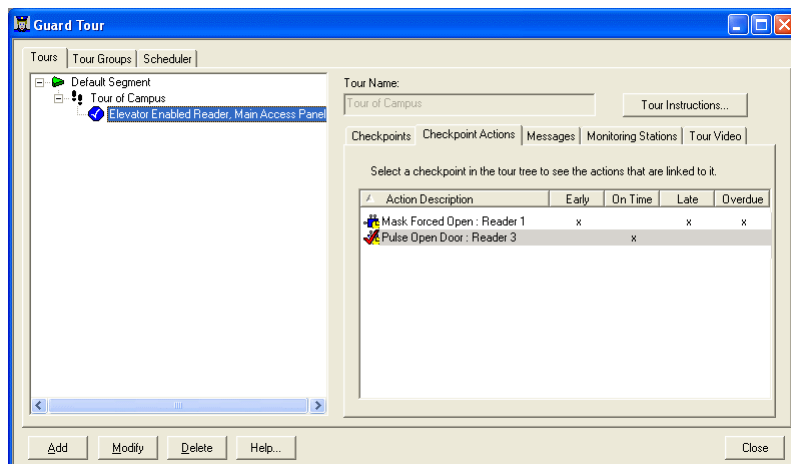 Guard Tour
Tours Tour Groups Scheduler
Default Segment
Tour of Campus
Elevator Enabled Reader, Main Access Panel
Tour Name:
Tour of Campus Tour Instructions...
Checkpoints Checkpoint Actions Messages Monitoring Stations Tour Video
Select a checkpoint in the tour tree to see the actions that are linked to it.
Action Description Early On Time Late Overdue
Mask Forced Open : Reader 1 x x x
Pulse Open Door : Reader 3 x
Add Modify Delete Help... Close